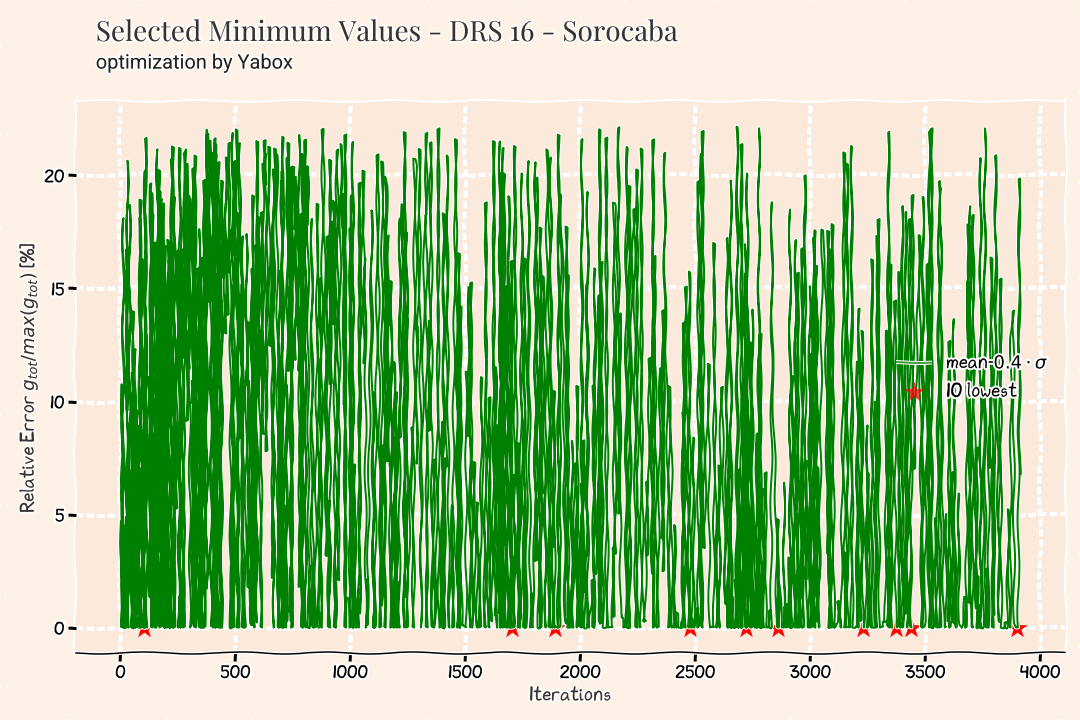 Selected Minimum Values - DRS 16 - Sorocaba
optimization by Yabox
Relative Error g_tot/max(g_tot) [%]
20
15
10
5
0
mean-0.4 · σ
10 lowest
0 500 1000 1500 2000 2500 3000 3500 4000
Iterations